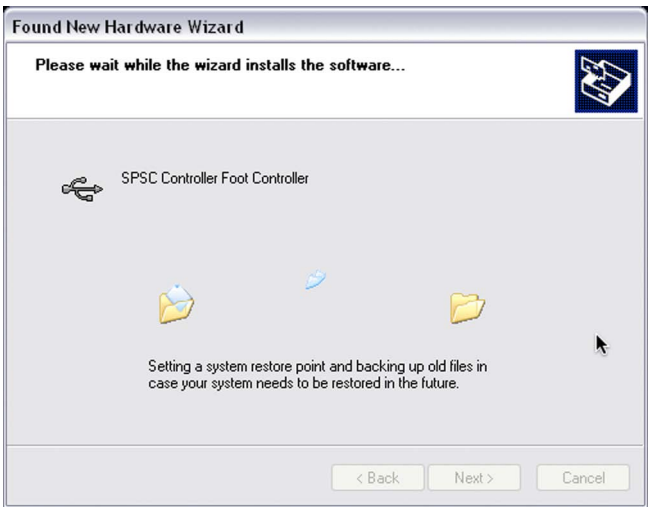 Found New Hardware Wizard
Please wait while the wizard installs the software...
SPSC Controller Foot Controller
Setting a system restore point and backing up old files in
case your system needs to be restored in the future.
< Back Next > Cancel